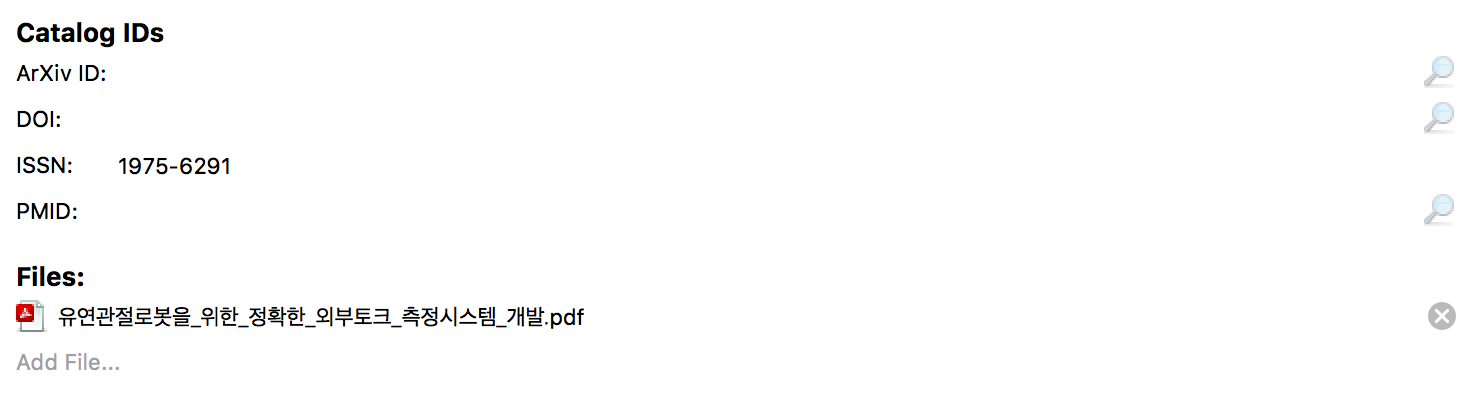 Catalog IDs
ArXiv ID:
DOI:
ISSN: 1975-6291
PMID:
Files:
유연관절로봇을_위한_정확한_외부토크_측정시스템_개발.pdf
Add File...